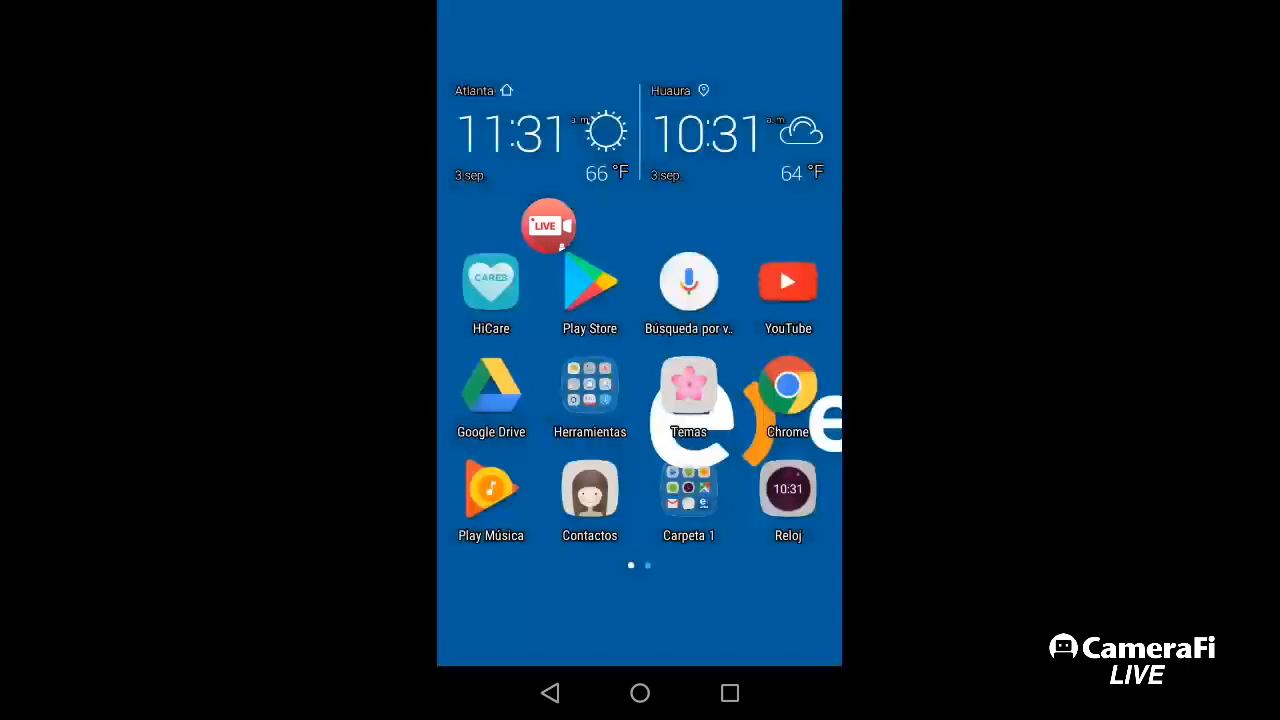 Atlanta
Huaura
11:31 a.m.
10:31 a.m.
3 sep.
66 °F
3 sep.
64 °F
LIVE
CARES
HiCare
Play Store
Búsqueda por v..
YouTube
Google Drive
Herramientas
Temas
Chrome
e)e
10:31
Play Música
Contactos
Carpeta 1
Reloj
CameraFi
LIVE